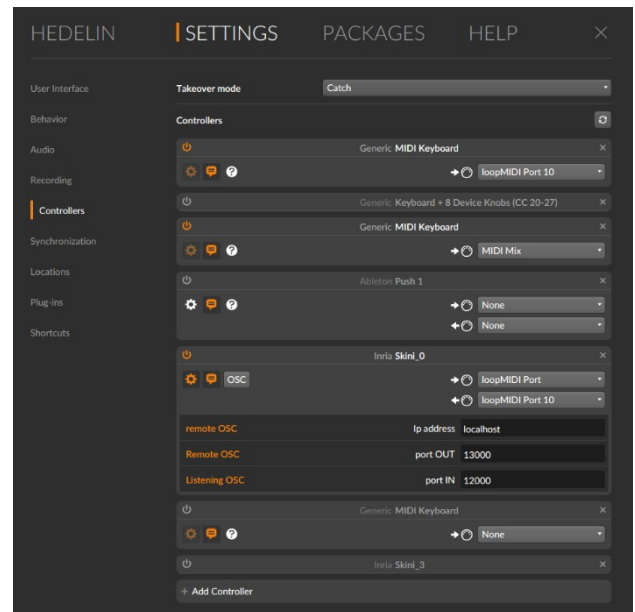 HEDELIN SETTINGS PACKAGES HELP
User Interface
Behavior
Audio
Recording
Controllers
Synchronization
Locations
Plug-ins
Shortcuts
Takeover mode Catch
Controllers
Generic MIDI Keyboard
? loopMIDI Port 10
Generic Keyboard + 8 Device Knobs (CC 20-27)
Generic MIDI Keyboard
? MIDI Mix
Ableton Push 1
? None
None
Inria Skini_0
OSC loopMIDI Port
loopMIDI Port 10
remote OSC Ip address localhost
Remote OSC port OUT 13000
Listening OSC port IN 12000
Generic MIDI Keyboard
? None
Inria Skini_3
+ Add Controller